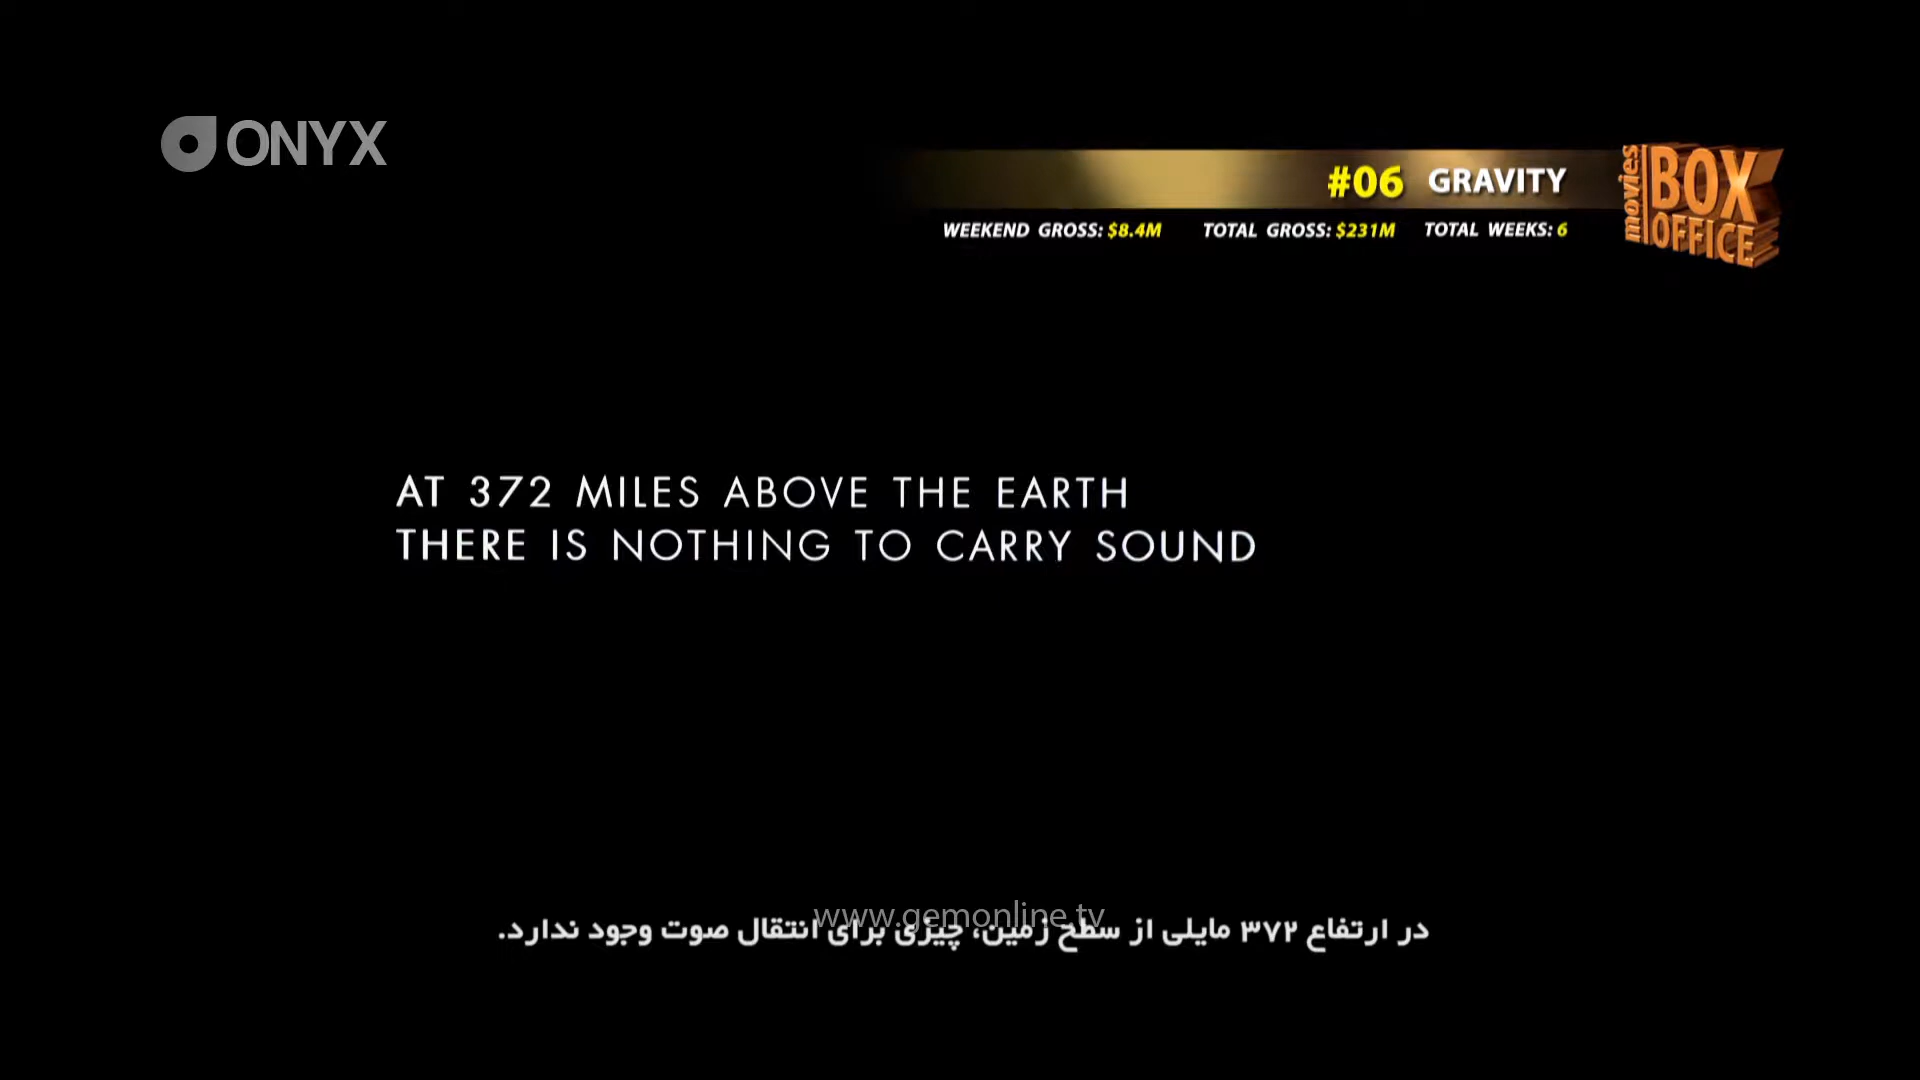 ONYX
#06 GRAVITY
movies BOX OFFICE
WEEKEND GROSS: $8.4M TOTAL GROSS: $231M TOTAL WEEKS: 6
AT 372 MILES ABOVE THE EARTH
THERE IS NOTHING TO CARRY SOUND
www.gemonline.tv
در ارتفاع ۳۷۲ مایلی از سطح زمین، چیزی برای انتقال صوت وجود ندارد.